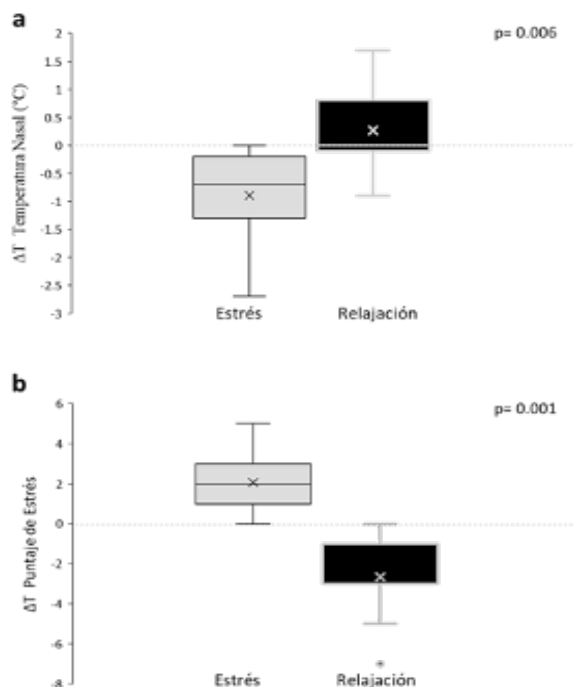 a
p= 0.006
ΔT Temperatura Nasal (°C)
2
1.5
1
0.5
0
-0.5
-1
-1.5
-2
-2.5
-3
Estrés
Relajación
b
p= 0.001
ΔT Puntaje de Estrés
6
4
2
0
-2
-4
-6
-8
Estrés
Relajación